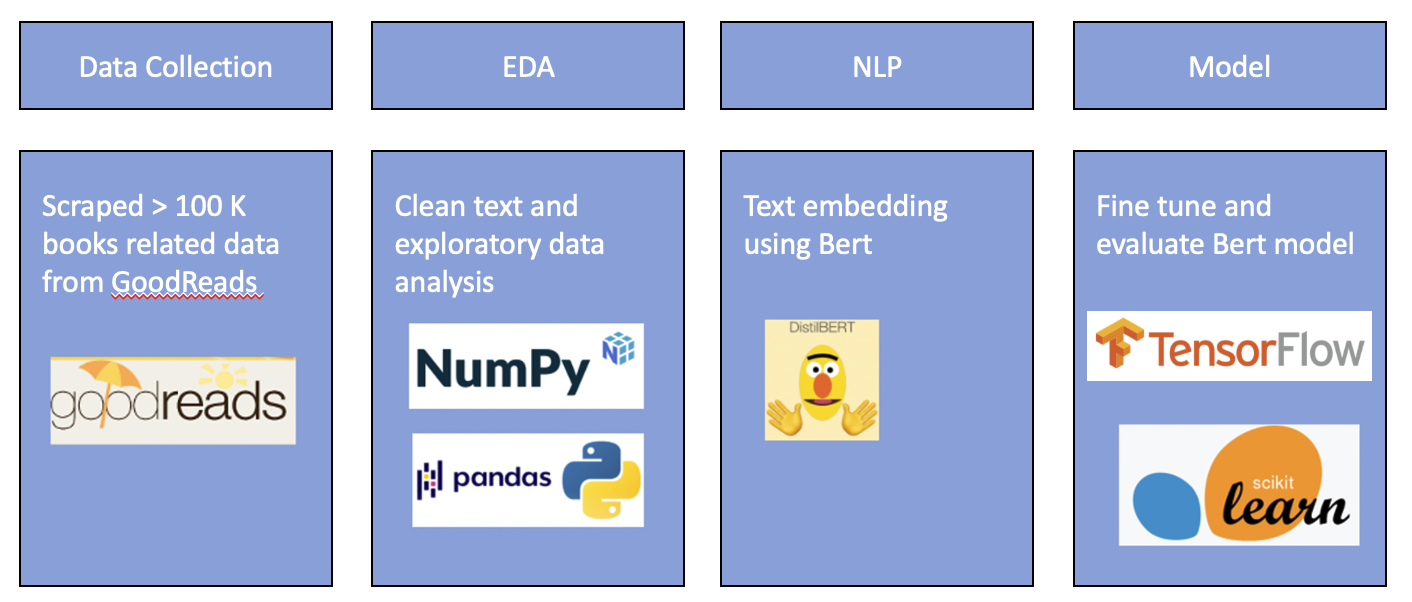 Data Collection
EDA
NLP
Model
Scraped > 100 K
books related data
from GoodReads
goodreads
Clean text and
exploratory data
analysis
NumPy
pandas
Text embedding
using Bert
DistilBERT
Fine tune and
evaluate Bert model
TensorFlow
scikit
learn